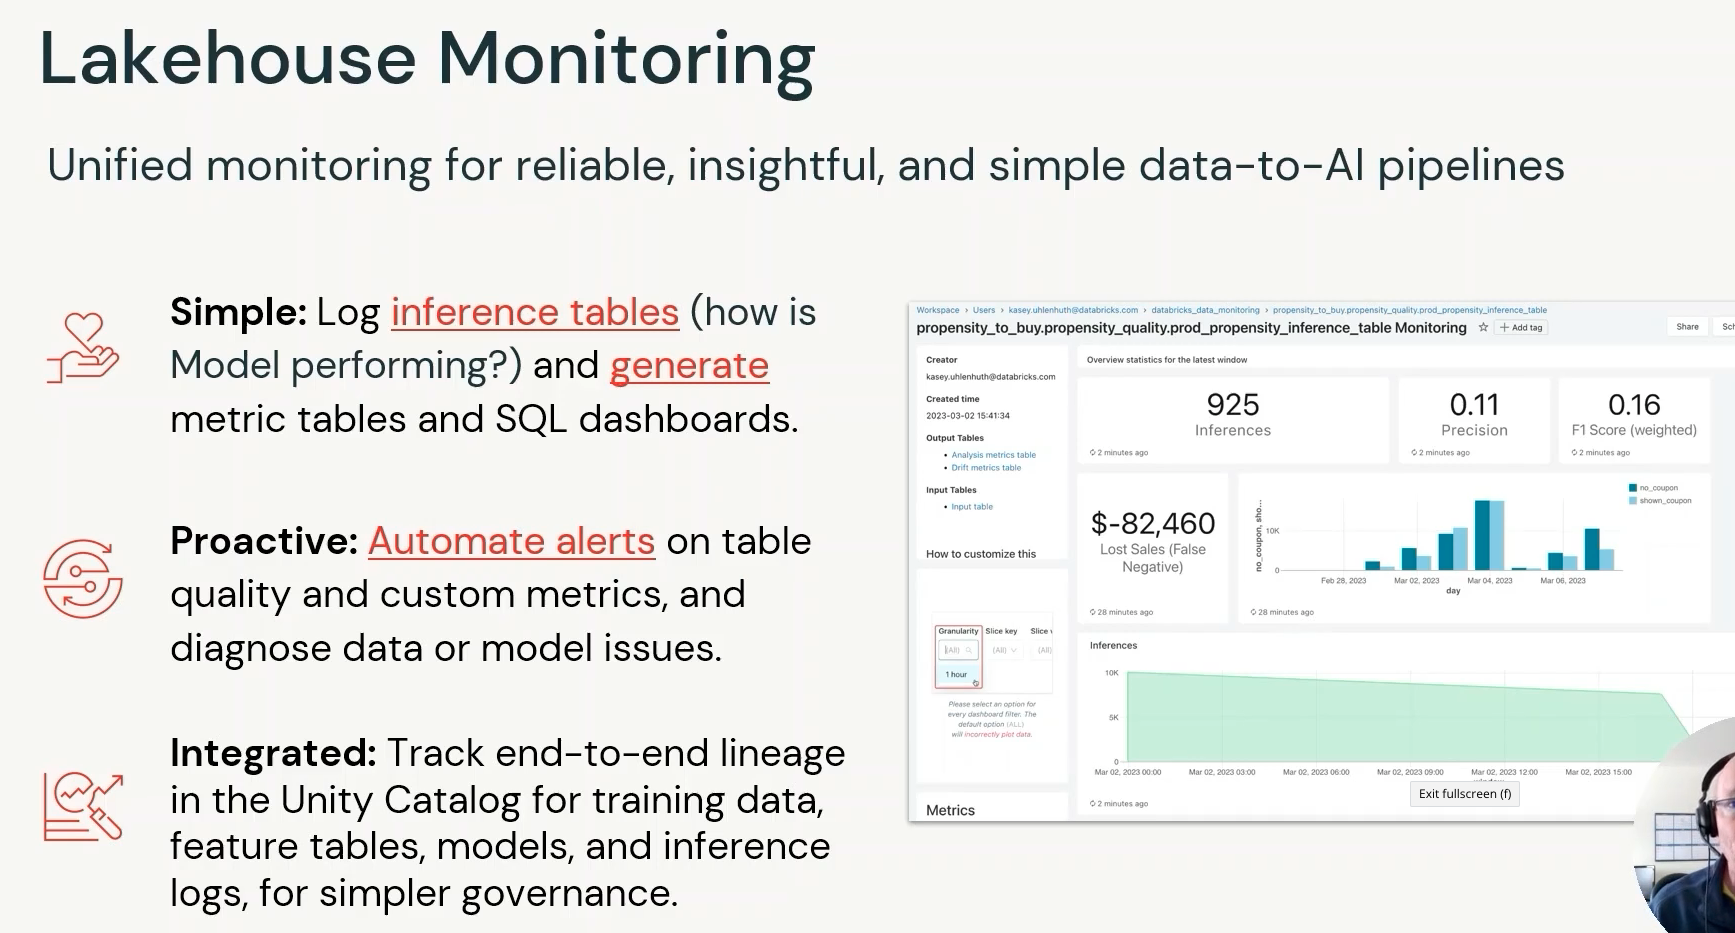 Lakehouse Monitoring
Unified monitoring for reliable, insightful, and simple data-to-AI pipelines
Simple: Log inference tables (how is
Model performing?) and generate
metric tables and SQL dashboards.
Proactive: Automate alerts on table
quality and custom metrics, and
diagnose data or model issues.
Integrated: Track end-to-end lineage
in the Unity Catalog for training data,
feature tables, models, and inference
logs, for simpler governance.
Workspace > Users > kasey.uhlenhuth@databricks.com > databricks_data_monitoring > propensity_to_buy.propensity_quality.prod_propensity_inference_table
propensity_to_buy.propensity_quality.prod_propensity_inference_table Monitoring ☆ + Add tag
Share
Creator
kasey.uhlenhuth@databricks.com
Created time
2023-03-02 15:41:34
Output Tables
• Analysis metrics table
• Drift metrics table
Input Tables
• Input table
How to customize this
Granularity Slice key
(All) (All) (All)
1 hour
Please select an option for
every dashboard filter. The
default option (ALL)
will incorrectly plot data.
Metrics
Overview statistics for the latest window
925
Inferences
2 minutes ago
0.11
Precision
2 minutes ago
0.16
F1 Score (weighted)
2 minutes ago
$-82,460
Lost Sales (False
Negative)
28 minutes ago
no_coupon, sho...
10K
0
Feb 28, 2023 Mar 02, 2023 Mar 04, 2023 Mar 06, 2023
day
no_coupon
shown_coupon
28 minutes ago
Inferences
10K
5K
0
Mar 02, 2023 00:00 Mar 02, 2023 03:00 Mar 02, 2023 06:00 Mar 02, 2023 09:00 Mar 02, 2023 12:00 Mar 02, 2023 15:00
2 minutes ago
Exit fullscreen (f)